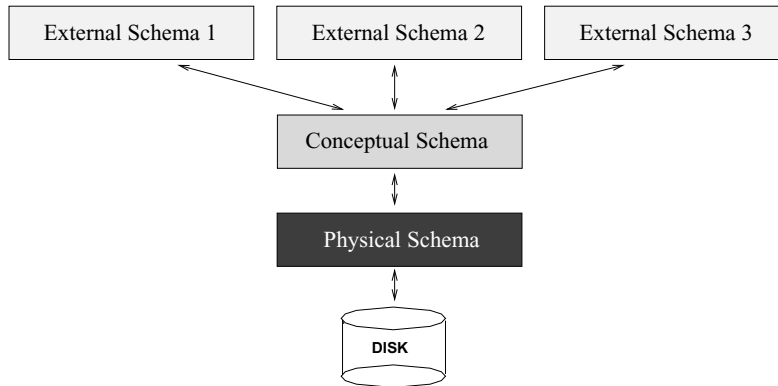 External Schema 1
External Schema 2
External Schema 3
Conceptual Schema
Physical Schema
DISK